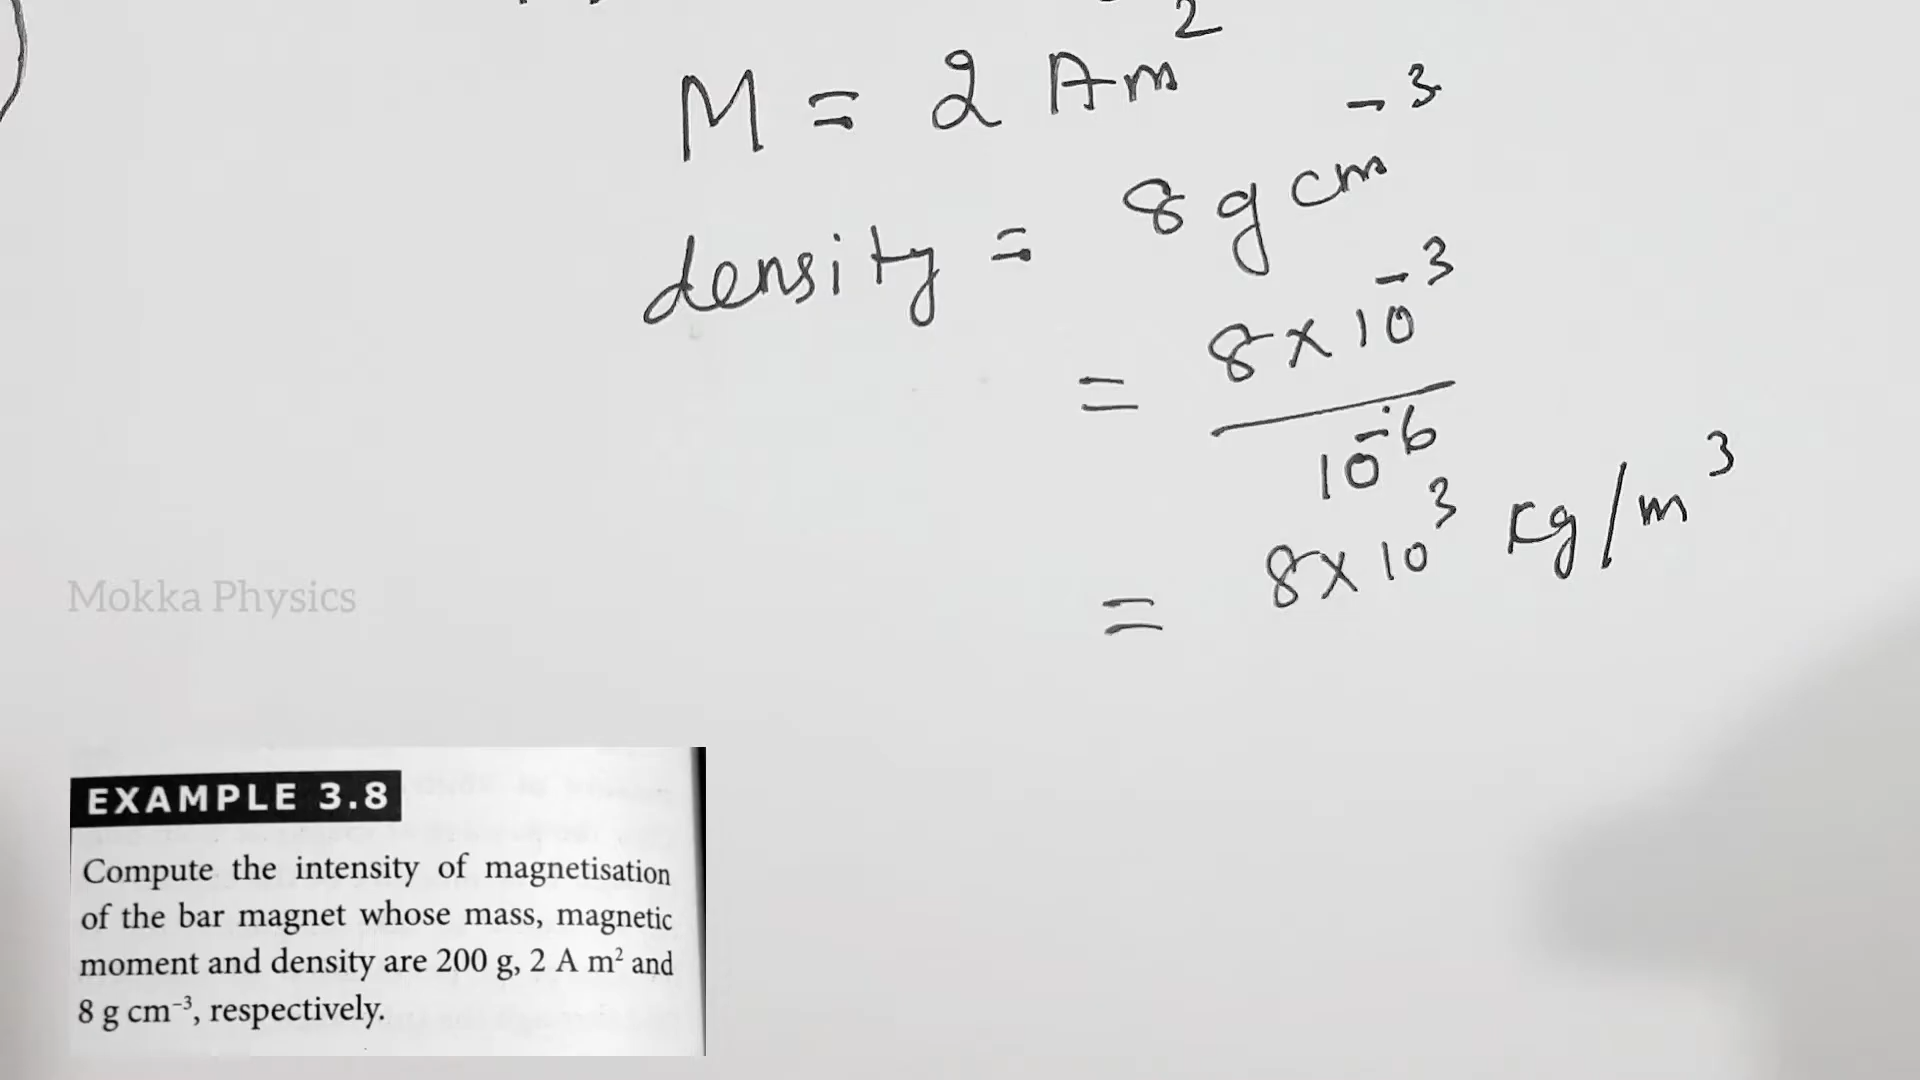 M = 2 Am²
density = 8 g cm⁻³
= 8 × 10⁻³ / 10⁻⁶
= 8 × 10³ kg/m³
Mokka Physics
EXAMPLE 3.8
Compute the intensity of magnetisation
of the bar magnet whose mass, magnetic
moment and density are 200 g, 2 A m² and
8 g cm⁻³, respectively.